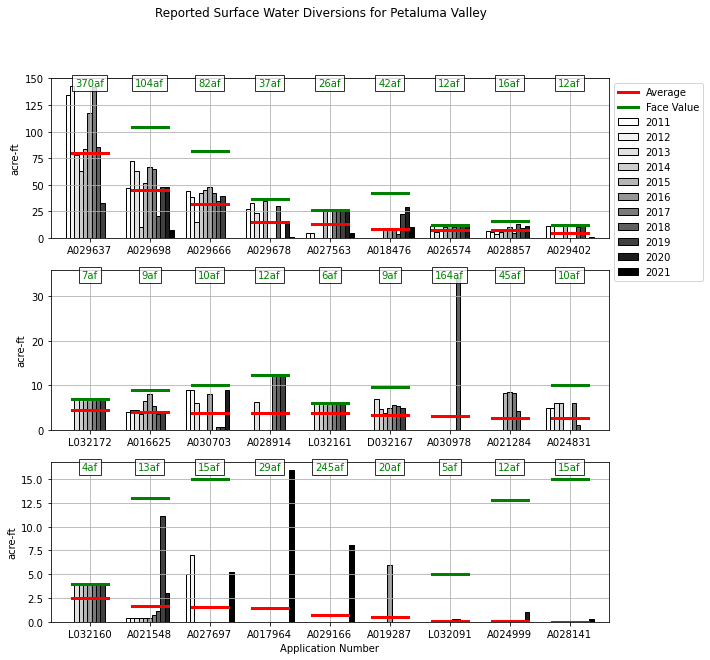 Reported Surface Water Diversions for Petaluma Valley
370af 104af 82af 37af 26af 42af 12af 16af 12af
150
125
100
75
50
25
0
acre-ft
A029637 A029698 A029666 A029678 A027563 A018476 A026574 A028857 A029402
Average
Face Value
2011
2012
2013
2014
2015
2016
2017
2018
2019
2020
2021
7af 9af 10af 12af 6af 9af 164af 45af 10af
30
20
10
0
acre-ft
L032172 A016625 A030703 A028914 L032161 D032167 A030978 A021284 A024831
4af 13af 15af 29af 245af 20af 5af 12af 15af
15.0
12.5
10.0
7.5
5.0
2.5
0.0
acre-ft
L032160 A021548 A027697 A017964 A029166 A019287 L032091 A024999 A028141
Application Number